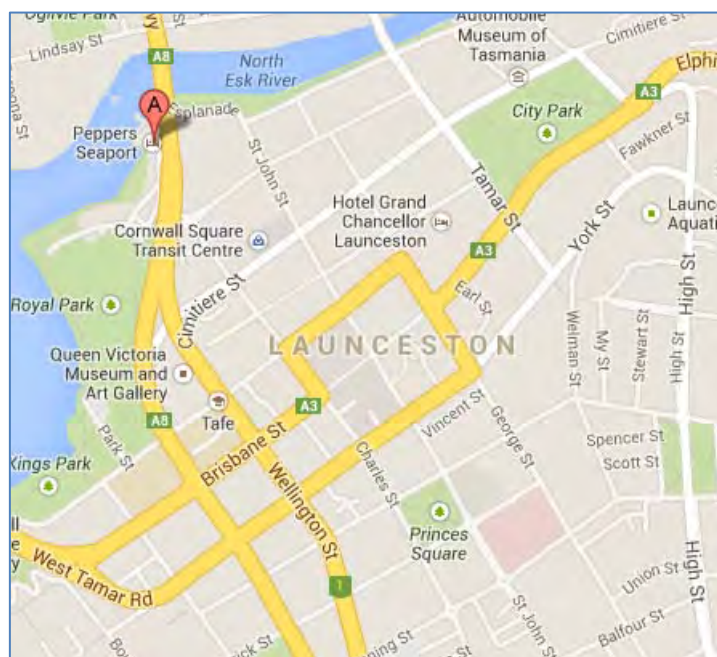 Lindsay St
A8
North
Esk River
Automobile
Museum of
Tasmania
Cimitiere St
A
Esplanade
A3
City Park
Fawkner St
Peppers
Seaport
St John St
Tamar St
Hotel Grand
Chancellor
Launceston
York St
Cornwall Square
Transit Centre
A3
High St
Earl St
Royal Park
Cimitiere St
LAUNCESTON
Welman St
My St
Stewart St
High St
Queen Victoria
Museum and
Art Gallery
Tafe
A3
A8
Vincent St
George St
Park St
Brisbane St
Spencer St
Scott St
Kings Park
Wellington St
Charles St
Princes
Square
High St
West Tamar Rd
1
St John St
Union St
Balfour St